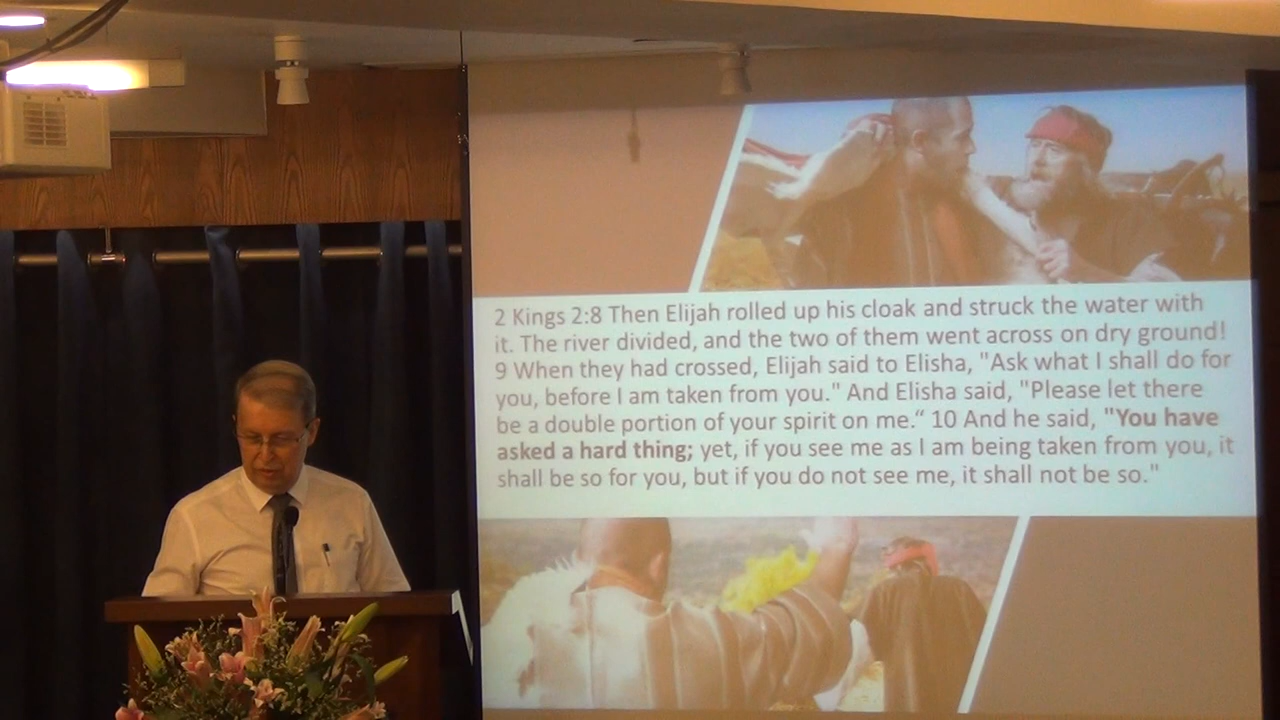 2 Kings 2:8 Then Elijah rolled up his cloak and struck the water with
it. The river divided, and the two of them went across on dry ground!
9 When they had crossed, Elijah said to Elisha, "Ask what I shall do for
you, before I am taken from you." And Elisha said, "Please let there
be a double portion of your spirit on me.“ 10 And he said, "You have
asked a hard thing; yet, if you see me as I am being taken from you, it
shall be so for you, but if you do not see me, it shall not be so."